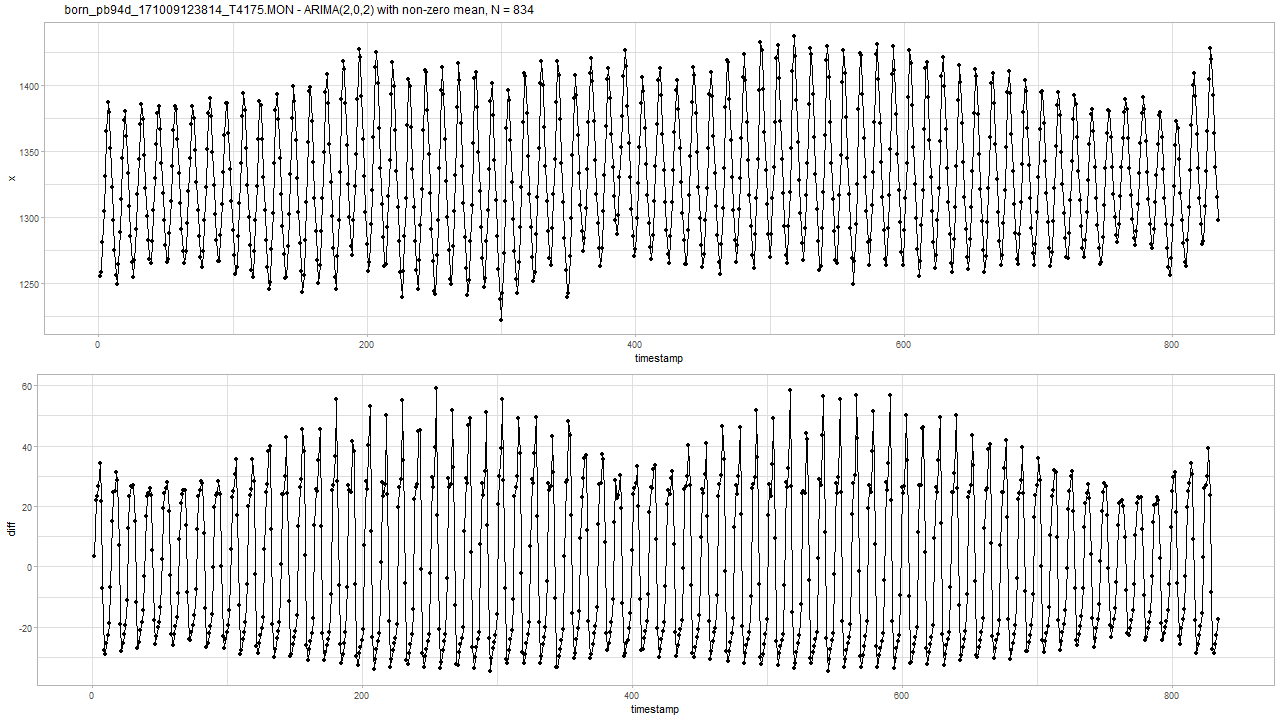 born_pb94d_171009123814_T4175.MON - ARIMA(2,0,2) with non-zero mean, N = 834
1400
1350
1300
1250
x
0 200 400 600 800
timestamp
60
40
20
0
-20
diff
0 200 400 600 800
timestamp